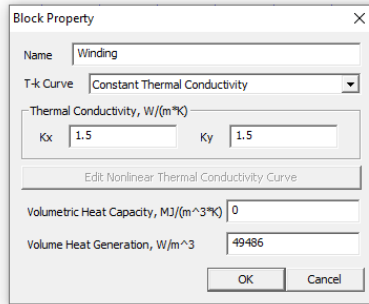 Block Property
Name Winding
T-k Curve Constant Thermal Conductivity
Thermal Conductivity, W/(m*K)
Kx 1.5 Ky 1.5
Edit Nonlinear Thermal Conductivity Curve
Volumetric Heat Capacity, MJ/(m^3*K) 0
Volume Heat Generation, W/m^3 49486
OK Cancel